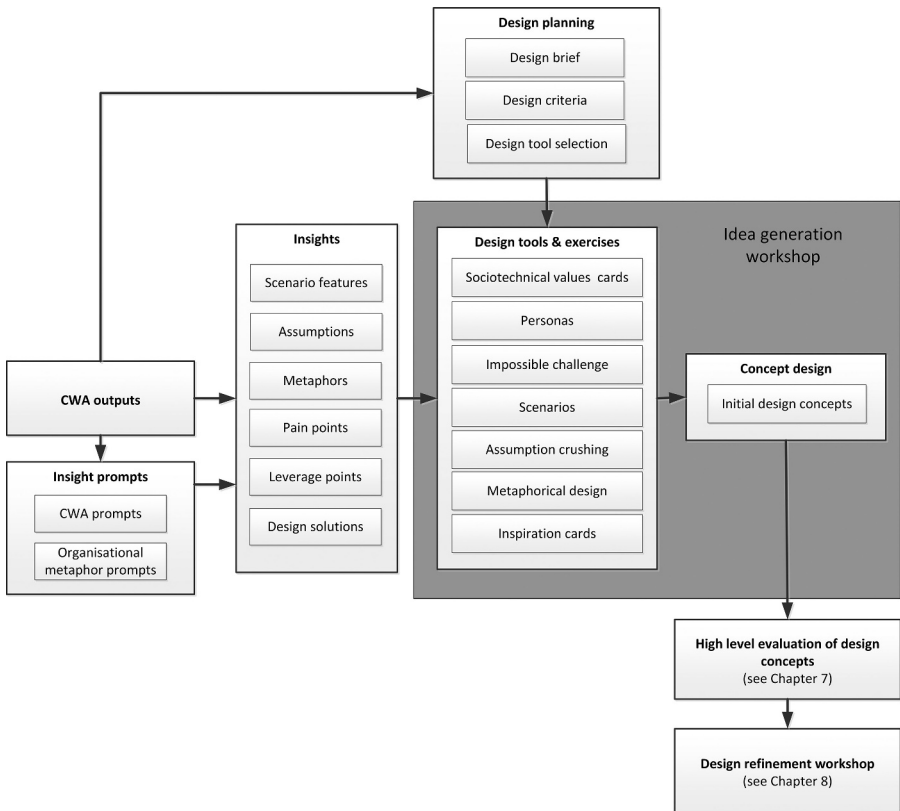 Design planning
Design brief
Design criteria
Design tool selection
Idea generation
workshop
Insights
Scenario features
Assumptions
Metaphors
Pain points
Leverage points
Design solutions
Design tools & exercises
Sociotechnical values cards
Personas
Impossible challenge
Scenarios
Assumption crushing
Metaphorical design
Inspiration cards
CWA outputs
Insight prompts
CWA prompts
Organisational
metaphor prompts
Concept design
Initial design concepts
High level evaluation of design
concepts
(see Chapter 7)
Design refinement workshop
(see Chapter 8)